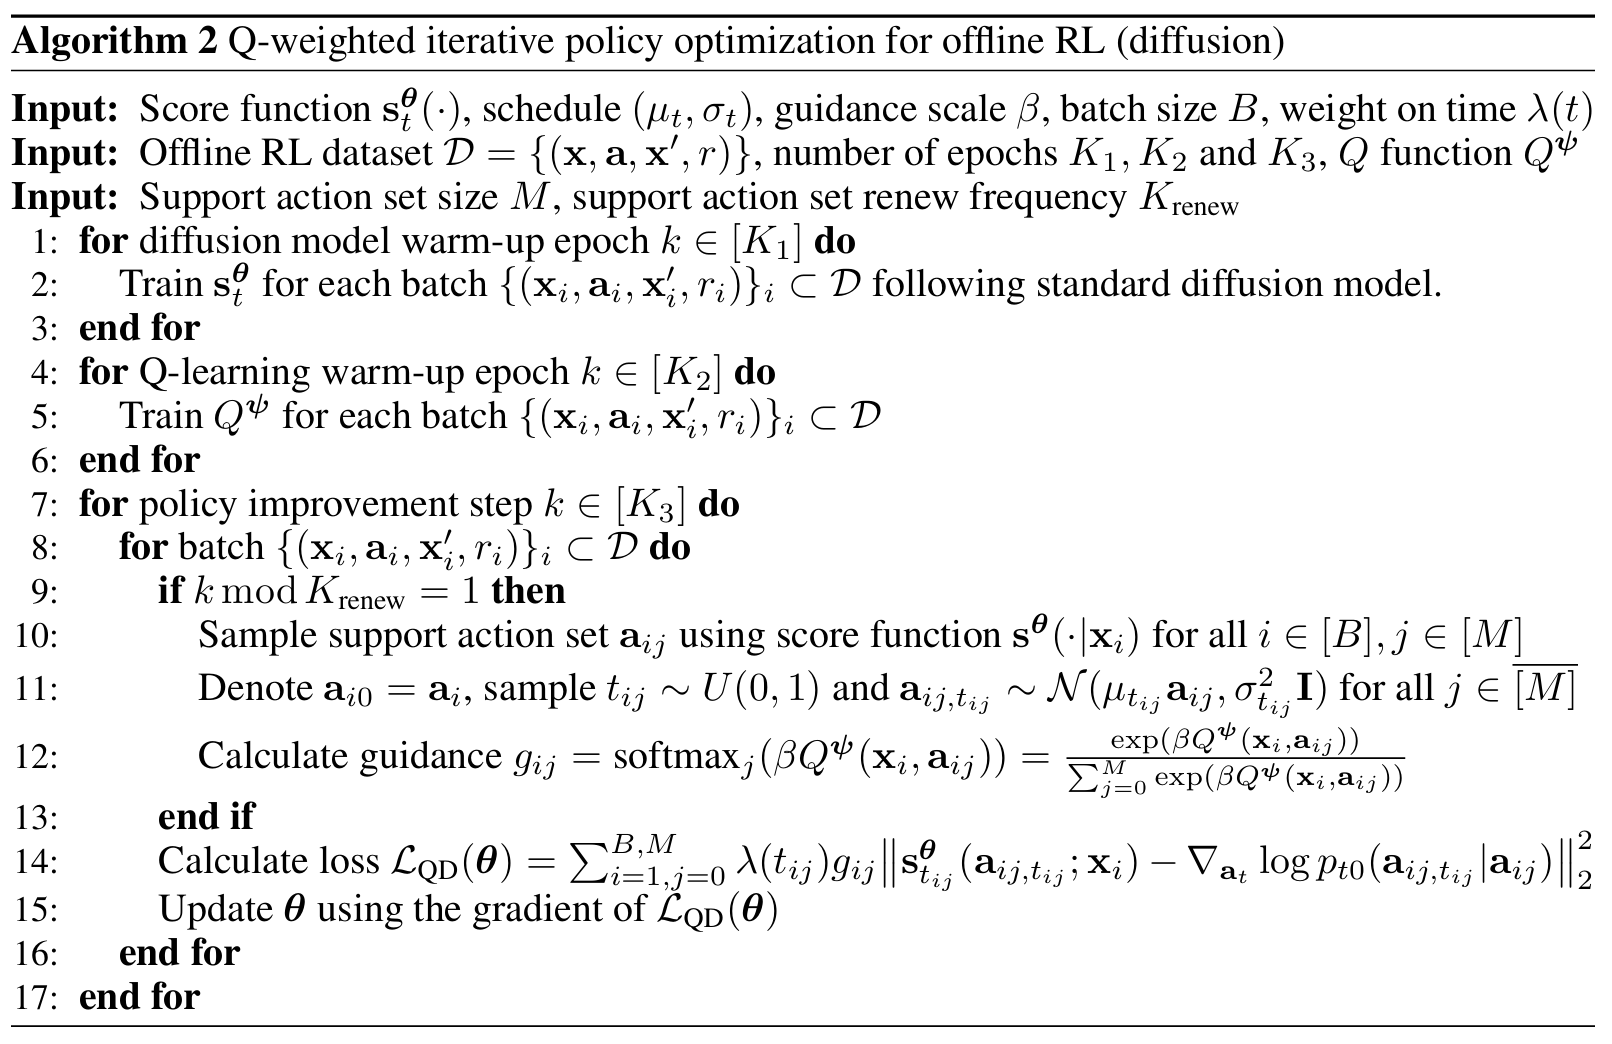 Algorithm 2 Q-weighted iterative policy optimization for offline RL (diffusion)
Input: Score function $\mathbf{s}_t^{\boldsymbol{\theta}}(\cdot)$, schedule $(\mu_t, \sigma_t)$, guidance scale $\beta$, batch size $B$, weight on time $\lambda(t)$
Input: Offline RL dataset $\mathcal{D} = \{(\mathbf{x}, \mathbf{a}, \mathbf{x}', r)\}$, number of epochs $K_1, K_2$ and $K_3$, $Q$ function $Q^{\boldsymbol{\psi}}$
Input: Support action set size $M$, support action set renew frequency $K_{\text{renew}}$
1: for diffusion model warm-up epoch $k \in [K_1]$ do
2: Train $\mathbf{s}_t^{\boldsymbol{\theta}}$ for each batch $\{(\mathbf{x}_i, \mathbf{a}_i, \mathbf{x}'_i, r_i)\}_i \subset \mathcal{D}$ following standard diffusion model.
3: end for
4: for Q-learning warm-up epoch $k \in [K_2]$ do
5: Train $Q^{\boldsymbol{\psi}}$ for each batch $\{(\mathbf{x}_i, \mathbf{a}_i, \mathbf{x}'_i, r_i)\}_i \subset \mathcal{D}$
6: end for
7: for policy improvement step $k \in [K_3]$ do
8: for batch $\{(\mathbf{x}_i, \mathbf{a}_i, \mathbf{x}'_i, r_i)\}_i \subset \mathcal{D}$ do
9: if $k \bmod K_{\text{renew}} = 1$ then
10: Sample support action set $\mathbf{a}_{ij}$ using score function $\mathbf{s}^{\boldsymbol{\theta}}(\cdot|\mathbf{x}_i)$ for all $i \in [B], j \in [M]$
11: Denote $\mathbf{a}_{i0} = \mathbf{a}_i$, sample $t_{ij} \sim U(0, 1)$ and $\mathbf{a}_{ij,t_{ij}} \sim \mathcal{N}(\mu_{t_{ij}} \mathbf{a}_{ij}, \sigma^2_{t_{ij}} \mathbf{I})$ for all $j \in \overline{[M]}$
12: Calculate guidance $g_{ij} = \text{softmax}_j(\beta Q^{\boldsymbol{\psi}}(\mathbf{x}_i, \mathbf{a}_{ij})) = \frac{\exp(\beta Q^{\boldsymbol{\psi}}(\mathbf{x}_i, \mathbf{a}_{ij}))}{\sum_{j=0}^{M} \exp(\beta Q^{\boldsymbol{\psi}}(\mathbf{x}_i, \mathbf{a}_{ij}))}$
13: end if
14: Calculate loss $\mathcal{L}_{\text{QD}}(\boldsymbol{\theta}) = \sum_{i=1,j=0}^{B,M} \lambda(t_{ij}) g_{ij} \left\| \mathbf{s}^{\boldsymbol{\theta}}_{t_{ij}}(\mathbf{a}_{ij,t_{ij}}; \mathbf{x}_i) - \nabla_{\mathbf{a}_t} \log p_{t0}(\mathbf{a}_{ij,t_{ij}} | \mathbf{a}_{ij}) \right\|_2^2$
15: Update $\boldsymbol{\theta}$ using the gradient of $\mathcal{L}_{\text{QD}}(\boldsymbol{\theta})$
16: end for
17: end for